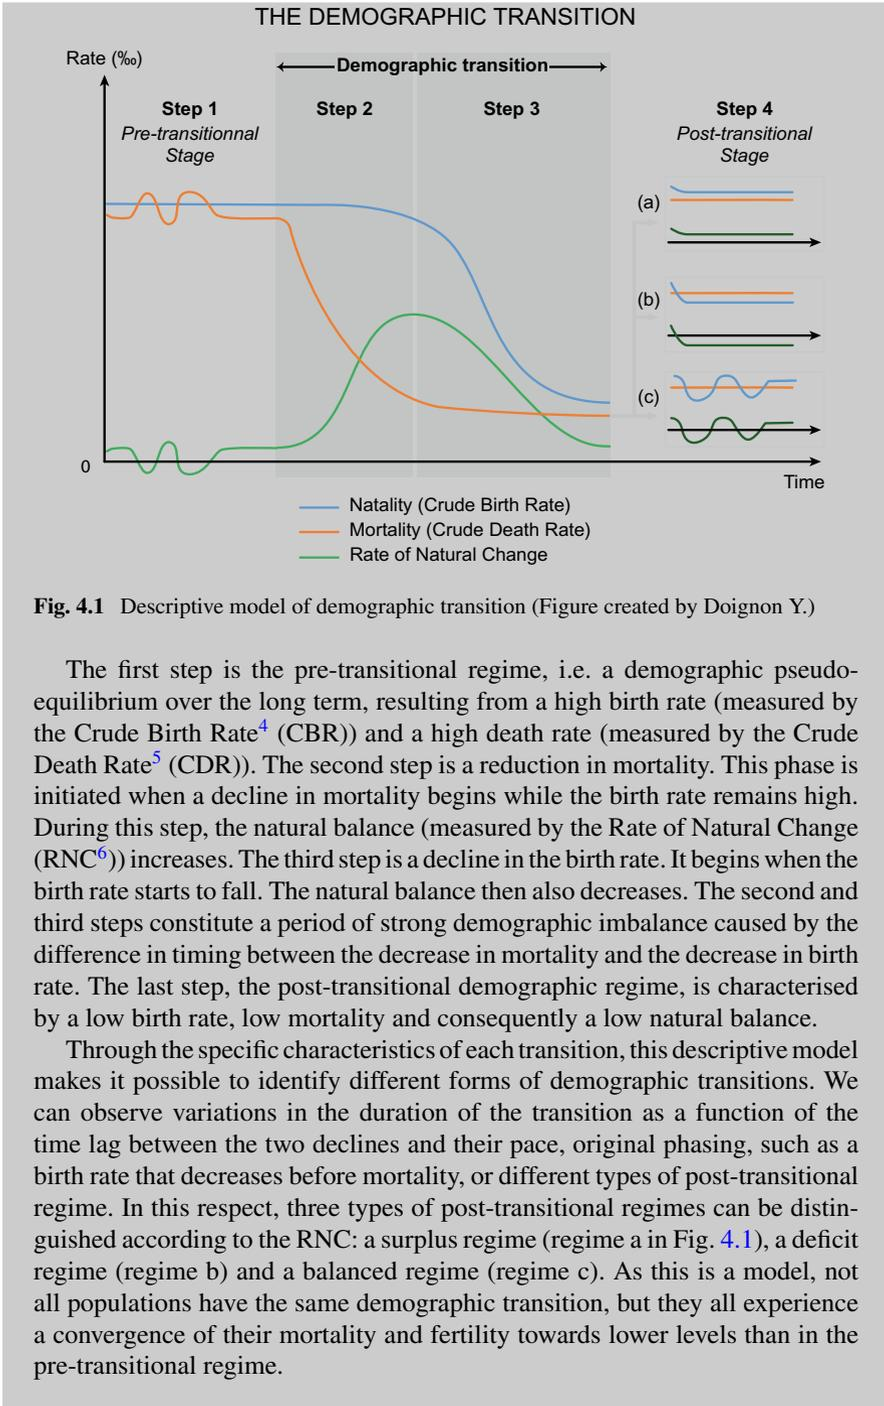 THE DEMOGRAPHIC TRANSITION
Rate (‰)
Demographic transition
Step 1
Pre-transitionnal
Stage
Step 2
Step 3
Step 4
Post-transitional
Stage
(a)
(b)
(c)
0
Time
Natality (Crude Birth Rate)
Mortality (Crude Death Rate)
Rate of Natural Change
Fig. 4.1 Descriptive model of demographic transition (Figure created by Doignon Y.)
The first step is the pre-transitional regime, i.e. a demographic pseudo-
equilibrium over the long term, resulting from a high birth rate (measured by
the Crude Birth Rate4 (CBR)) and a high death rate (measured by the Crude
Death Rate5 (CDR)). The second step is a reduction in mortality. This phase is
initiated when a decline in mortality begins while the birth rate remains high.
During this step, the natural balance (measured by the Rate of Natural Change
(RNC6)) increases. The third step is a decline in the birth rate. It begins when the
birth rate starts to fall. The natural balance then also decreases. The second and
third steps constitute a period of strong demographic imbalance caused by the
difference in timing between the decrease in mortality and the decrease in birth
rate. The last step, the post-transitional demographic regime, is characterised
by a low birth rate, low mortality and consequently a low natural balance.
Through the specific characteristics of each transition, this descriptive model
makes it possible to identify different forms of demographic transitions. We
can observe variations in the duration of the transition as a function of the
time lag between the two declines and their pace, original phasing, such as a
birth rate that decreases before mortality, or different types of post-transitional
regime. In this respect, three types of post-transitional regimes can be distin-
guished according to the RNC: a surplus regime (regime a in Fig. 4.1), a deficit
regime (regime b) and a balanced regime (regime c). As this is a model, not
all populations have the same demographic transition, but they all experience
a convergence of their mortality and fertility towards lower levels than in the
pre-transitional regime.